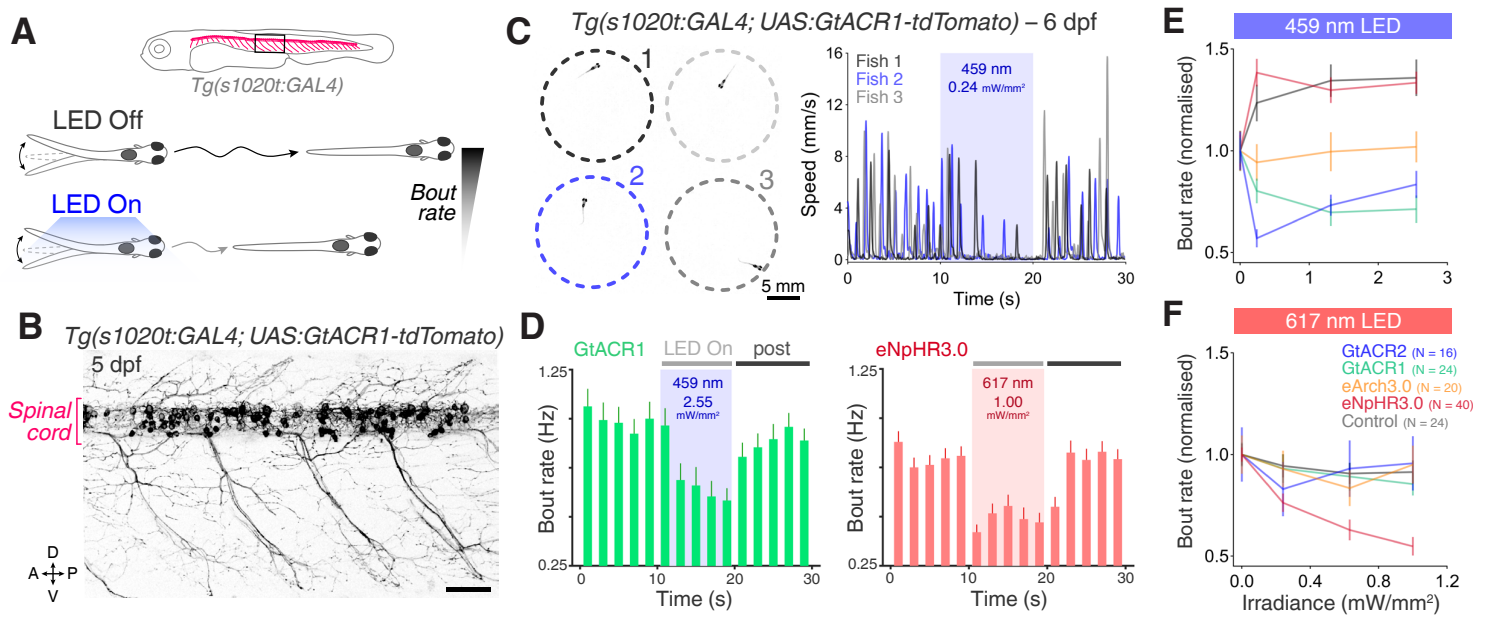 A
Tg(s1020t:GAL4)
LED Off
LED On
Bout
rate
B
Tg(s1020t:GAL4; UAS:GtACR1-tdTomato)
5 dpf
Spinal
cord
D
A
P
V
C
Tg(s1020t:GAL4; UAS:GtACR1-tdTomato) – 6 dpf
1
2
3
5 mm
Speed (mm/s)
16
12
8
4
0
Fish 1
Fish 2
Fish 3
459 nm
0.24 mW/mm²
0
10
20
30
Time (s)
D
GtACR1
LED On
post
1.25
459 nm
2.55
mW/mm²
Bout rate (Hz)
0.25
0
10
20
30
Time (s)
eNpHR3.0
1.25
617 nm
1.00
mW/mm²
Bout rate (Hz)
0.25
0
10
20
30
Time (s)
E
459 nm LED
Bout rate (normalised)
1.5
1.0
0.5
0
1
2
3
F
617 nm LED
Bout rate (normalised)
1.5
1.0
0.5
GtACR2 (N = 16)
GtACR1 (N = 24)
eArch3.0 (N = 20)
eNpHR3.0 (N = 40)
Control (N = 24)
0.0
0.4
0.8
1.2
Irradiance (mW/mm²)